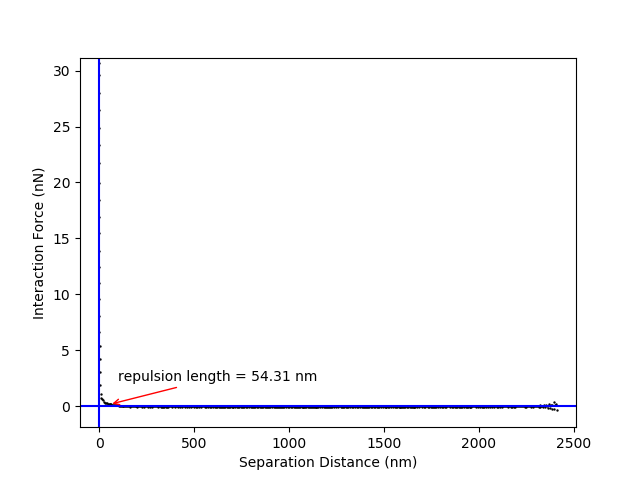 30
25
20
15
10
5
0
Interaction Force (nN)
repulsion length = 54.31 nm
0 500 1000 1500 2000 2500
Separation Distance (nm)